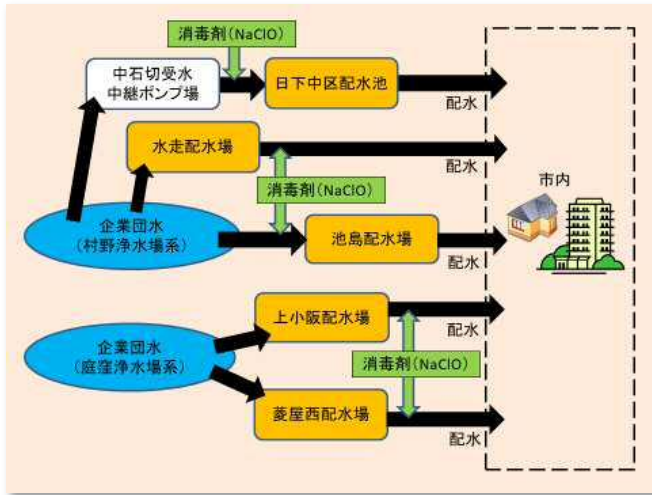 消毒剤(NaClO)
中石切受水
中継ポンプ場
日下中区配水池
配水
水走配水場
配水
消毒剤(NaClO)
市内
企業団水
(村野浄水場系)
池島配水場
配水
上小阪配水場
配水
企業団水
(庭窪浄水場系)
消毒剤(NaClO)
菱屋西配水場
配水